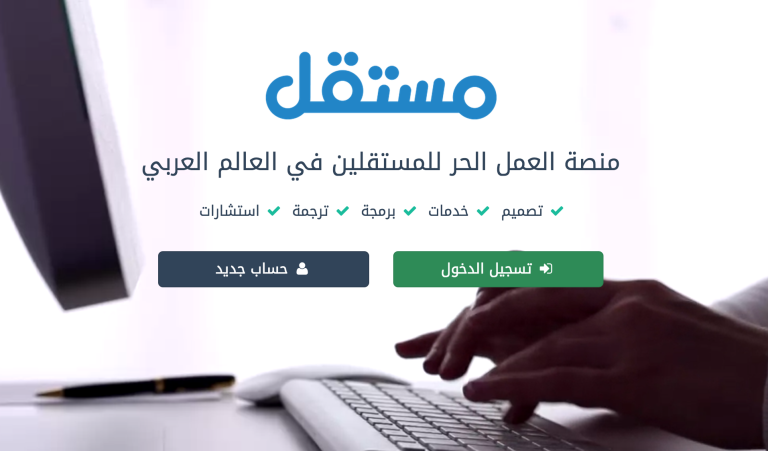 مستقل
منصة العمل الحر للمستقلين في العالم العربي
تصميم خدمات برمجة ترجمة استشارات
تسجيل الدخول حساب جديد